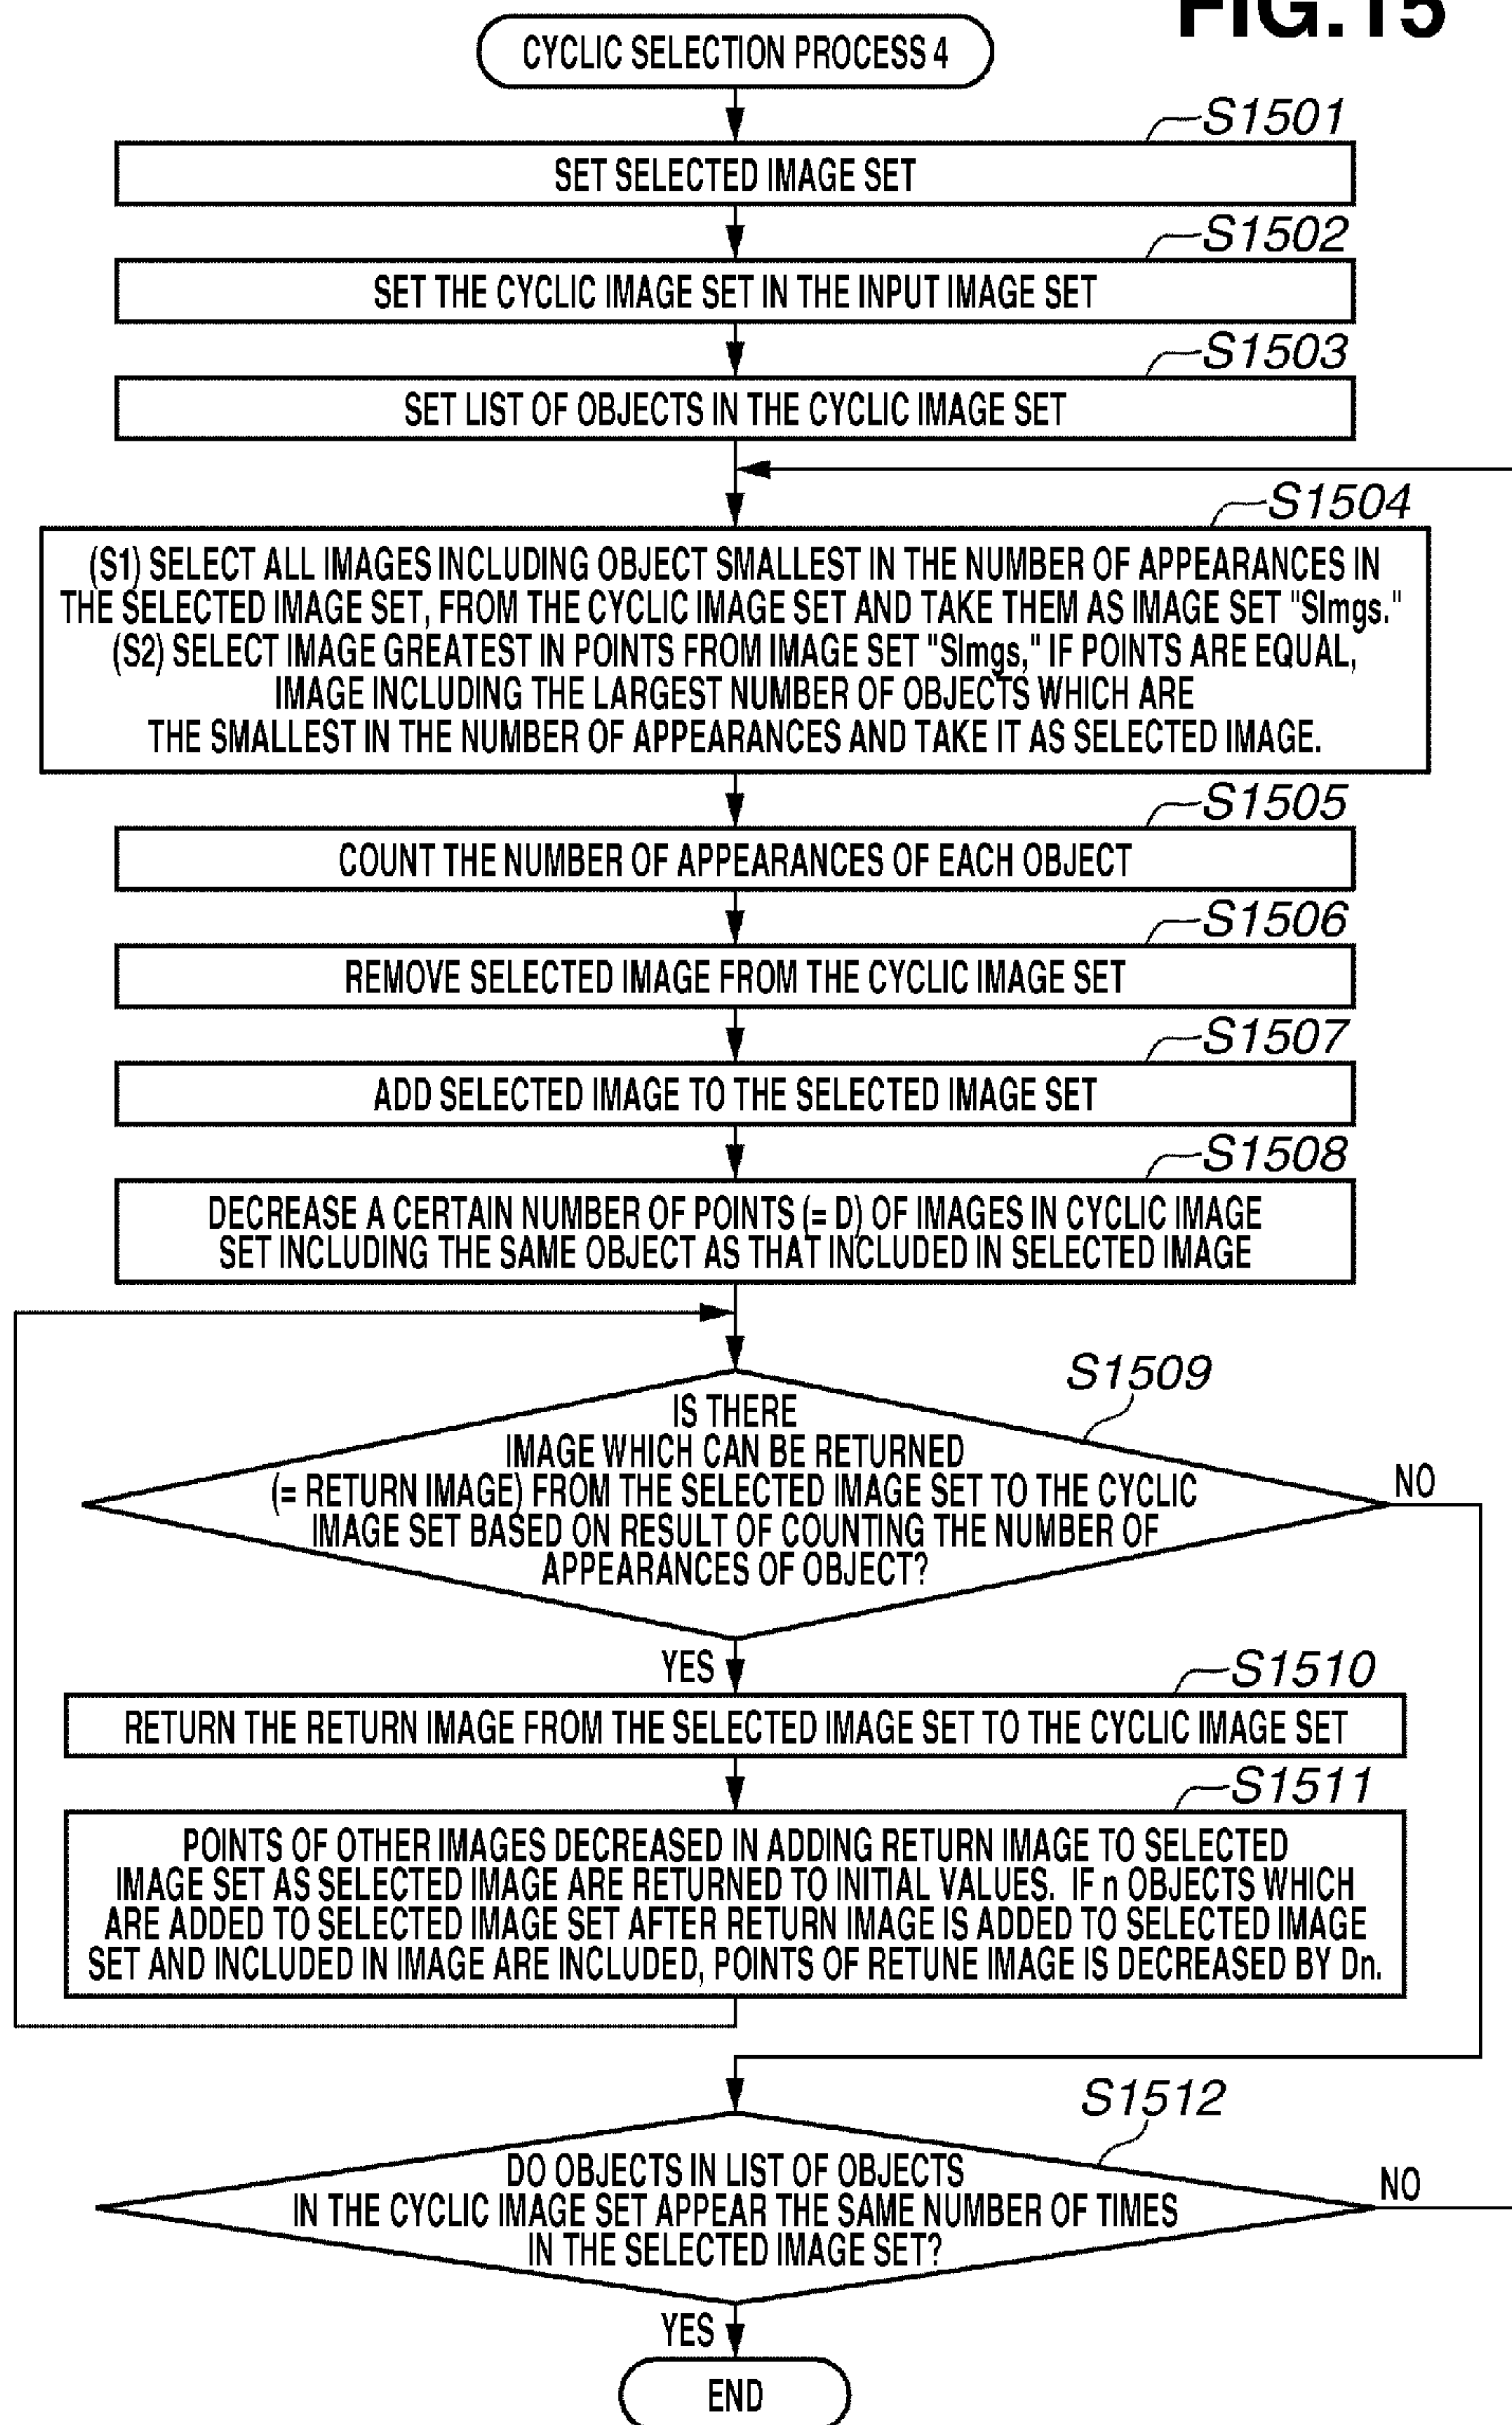 FIG.15
CYCLIC SELECTION PROCESS 4
S1501
SET SELECTED IMAGE SET
S1502
SET THE CYCLIC IMAGE SET IN THE INPUT IMAGE SET
S1503
SET LIST OF OBJECTS IN THE CYCLIC IMAGE SET
S1504
(S1) SELECT ALL IMAGES INCLUDING OBJECT SMALLEST IN THE NUMBER OF APPEARANCES IN
THE SELECTED IMAGE SET, FROM THE CYCLIC IMAGE SET AND TAKE THEM AS IMAGE SET "SImgs."
(S2) SELECT IMAGE GREATEST IN POINTS FROM IMAGE SET "SImgs," IF POINTS ARE EQUAL,
IMAGE INCLUDING THE LARGEST NUMBER OF OBJECTS WHICH ARE
THE SMALLEST IN THE NUMBER OF APPEARANCES AND TAKE IT AS SELECTED IMAGE.
S1505
COUNT THE NUMBER OF APPEARANCES OF EACH OBJECT
S1506
REMOVE SELECTED IMAGE FROM THE CYCLIC IMAGE SET
S1507
ADD SELECTED IMAGE TO THE SELECTED IMAGE SET
S1508
DECREASE A CERTAIN NUMBER OF POINTS (= D) OF IMAGES IN CYCLIC IMAGE
SET INCLUDING THE SAME OBJECT AS THAT INCLUDED IN SELECTED IMAGE
S1509
IS THERE
IMAGE WHICH CAN BE RETURNED
(= RETURN IMAGE) FROM THE SELECTED IMAGE SET TO THE CYCLIC
IMAGE SET BASED ON RESULT OF COUNTING THE NUMBER OF
APPEARANCES OF OBJECT?
NO
YES
S1510
RETURN THE RETURN IMAGE FROM THE SELECTED IMAGE SET TO THE CYCLIC IMAGE SET
S1511
POINTS OF OTHER IMAGES DECREASED IN ADDING RETURN IMAGE TO SELECTED
IMAGE SET AS SELECTED IMAGE ARE RETURNED TO INITIAL VALUES. IF n OBJECTS WHICH
ARE ADDED TO SELECTED IMAGE SET AFTER RETURN IMAGE IS ADDED TO SELECTED IMAGE
SET AND INCLUDED IN IMAGE ARE INCLUDED, POINTS OF RETUNE IMAGE IS DECREASED BY Dn.
S1512
DO OBJECTS IN LIST OF OBJECTS
IN THE CYCLIC IMAGE SET APPEAR THE SAME NUMBER OF TIMES
IN THE SELECTED IMAGE SET?
NO
YES
END